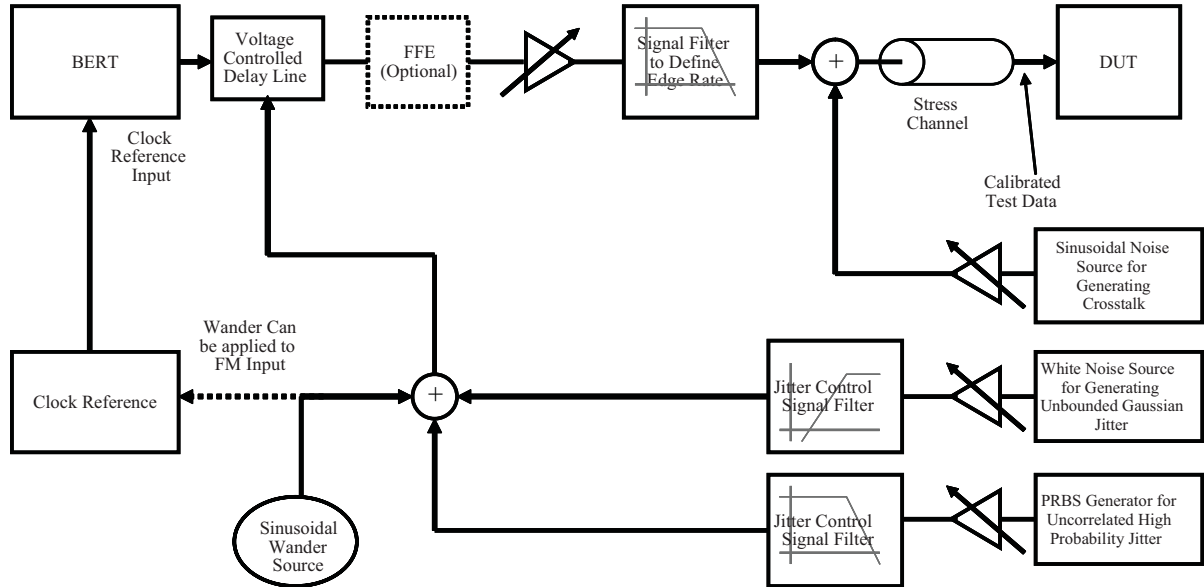 BERT
Voltage
Controlled
Delay Line
FFE
(Optional)
Signal Filter
to Define
Edge Rate
+
Stress
Channel
DUT
Clock
Reference
Input
Calibrated
Test Data
Sinusoidal Noise
Source for
Generating
Crosstalk
Wander Can
be applied to
FM Input
Clock Reference
+
Jitter Control
Signal Filter
White Noise Source
for Generating
Unbounded Gaussian
Jitter
Sinusoidal
Wander
Source
Jitter Control
Signal Filter
PRBS Generator for
Uncorrelated High
Probability Jitter